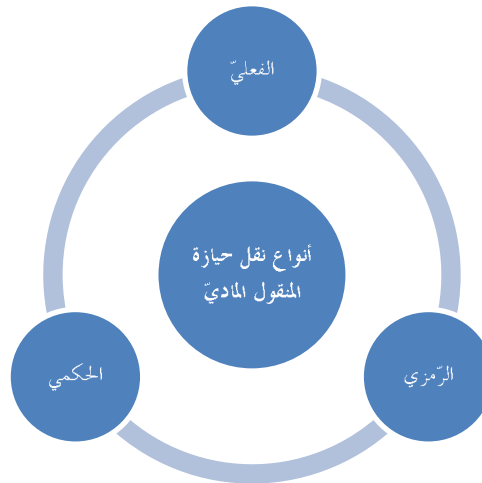 الفعليّ
أنواع نقل حيازة
المنقول الماديّ
الرّمزي
الحكمي